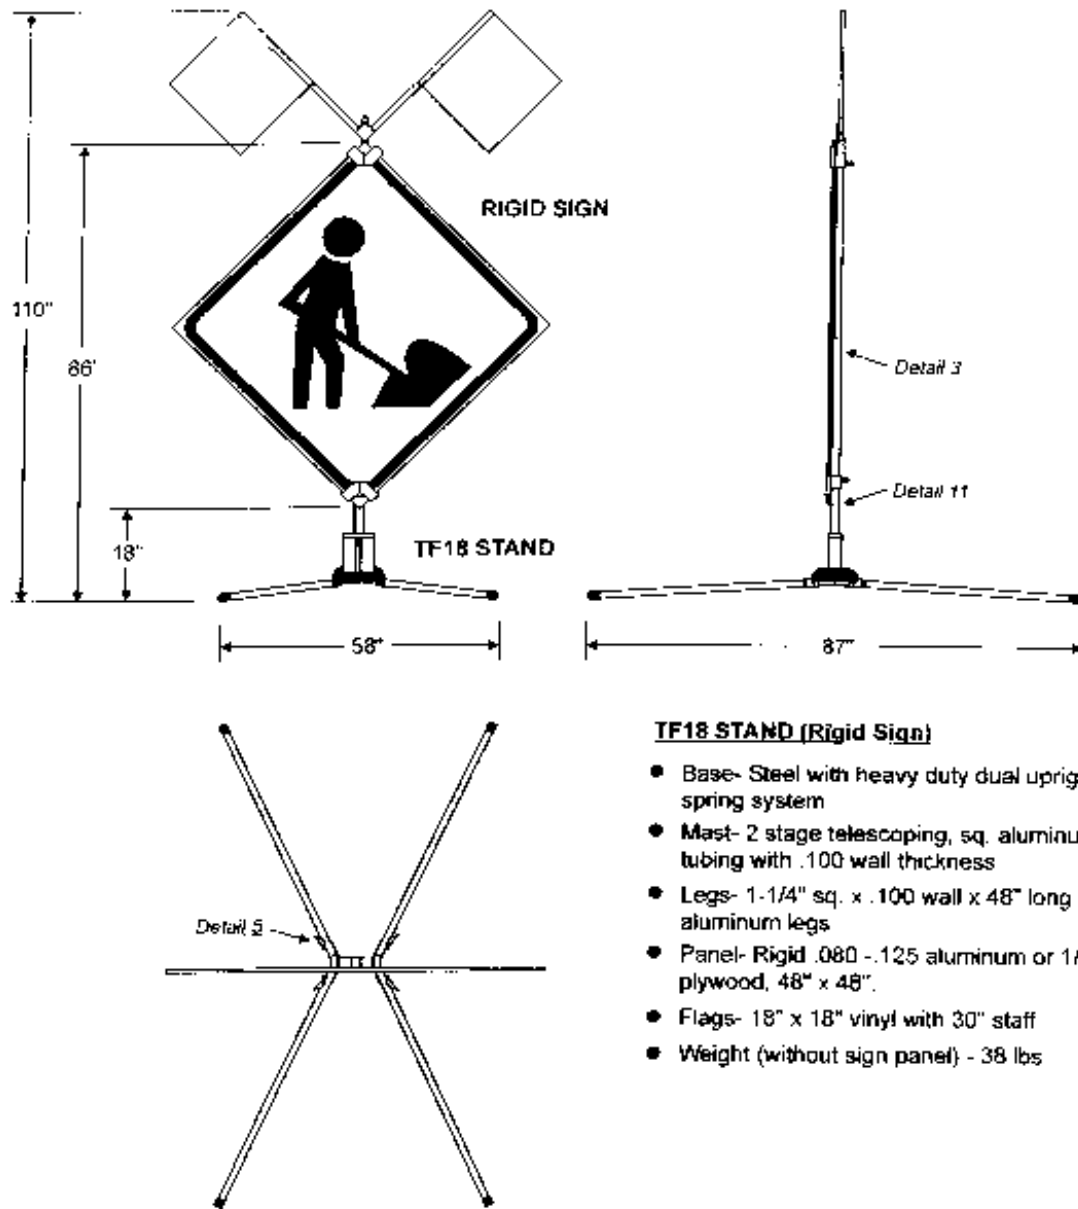 RIGID SIGN
110"
86"
Detail 3
Detail 11
18"
TF18 STAND
58"
87"
TF18 STAND (Rigid Sign)
Base- Steel with heavy duty dual uprig
spring system
Mast- 2 stage telescoping, sq. aluminu
tubing with .100 wall thickness
Legs- 1-1/4" sq. x .100 wall x 48" long
aluminum legs
Detail 5
Panel- Rigid .080 -.125 aluminum or 1/
plywood, 48" x 48".
Flags- 18" x 18" vinyl with 30" staff
Weight (without sign panel) - 38 lbs